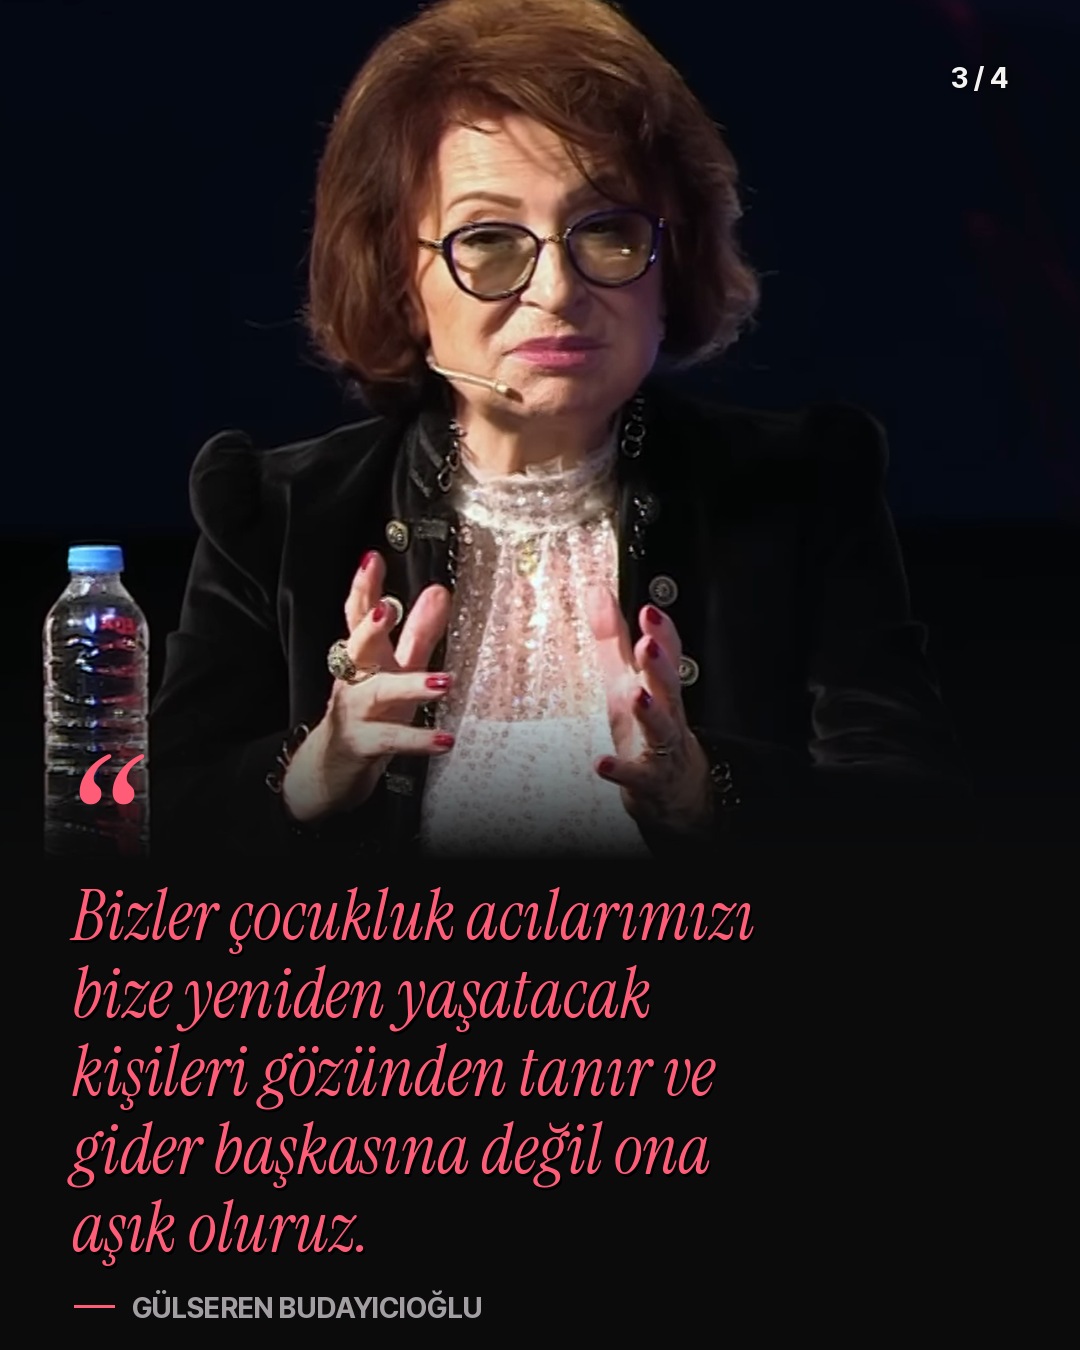 3 / 4
“
Bizler çocukluk acılarımızı
bize yeniden yaşatacak
kişileri gözünden tanır ve
gider başkasına değil ona
aşık oluruz.
— GÜLSEREN BUDAYICIOĞLU